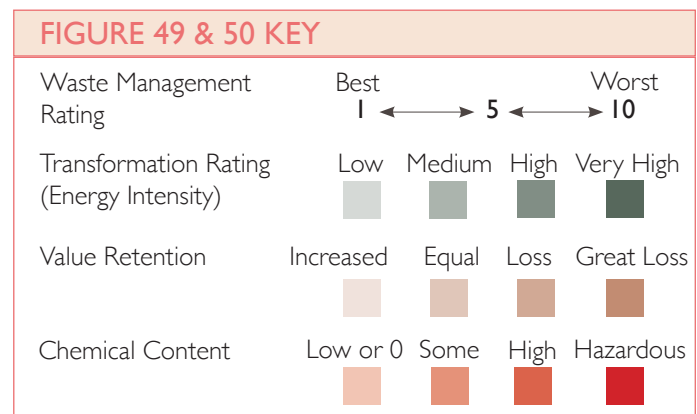 FIGURE 49 & 50 KEY
Waste Management Rating
Best Worst
1 5 10
Transformation Rating (Energy Intensity)
Low Medium High Very High
Value Retention
Increased Equal Loss Great Loss
Chemical Content
Low or 0 Some High Hazardous